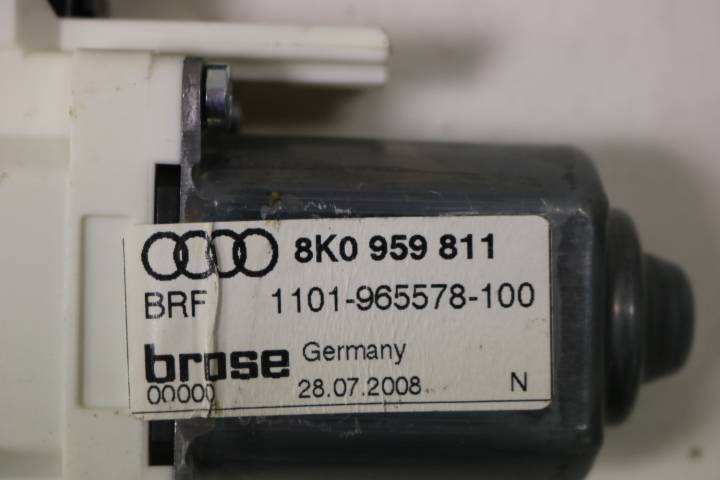 8K0 959 811
BRF 1101-965578-100
brose Germany
00000 28.07.2008 N